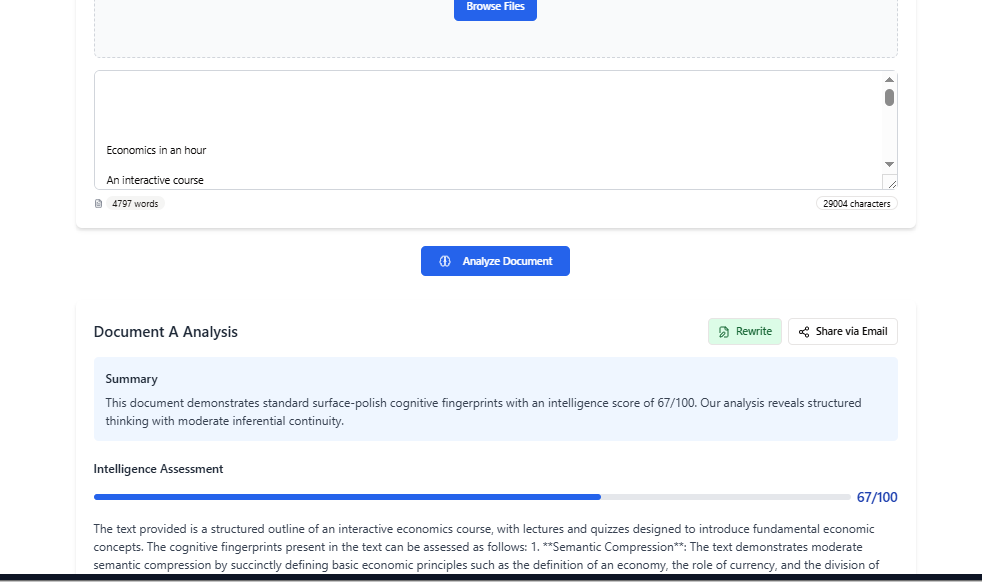 Browse Files
Economics in an hour
An interactive course
4797 words
29004 characters
Analyze Document
Document A Analysis
Rewrite
Share via Email
Summary
This document demonstrates standard surface-polish cognitive fingerprints with an intelligence score of 67/100. Our analysis reveals structured
thinking with moderate inferential continuity.
Intelligence Assessment
67/100
The text provided is a structured outline of an interactive economics course, with lectures and quizzes designed to introduce fundamental economic
concepts. The cognitive fingerprints present in the text can be assessed as follows: 1. **Semantic Compression**: The text demonstrates moderate
semantic compression by succinctly defining basic economic principles such as the definition of an economy, the role of currency, and the division of